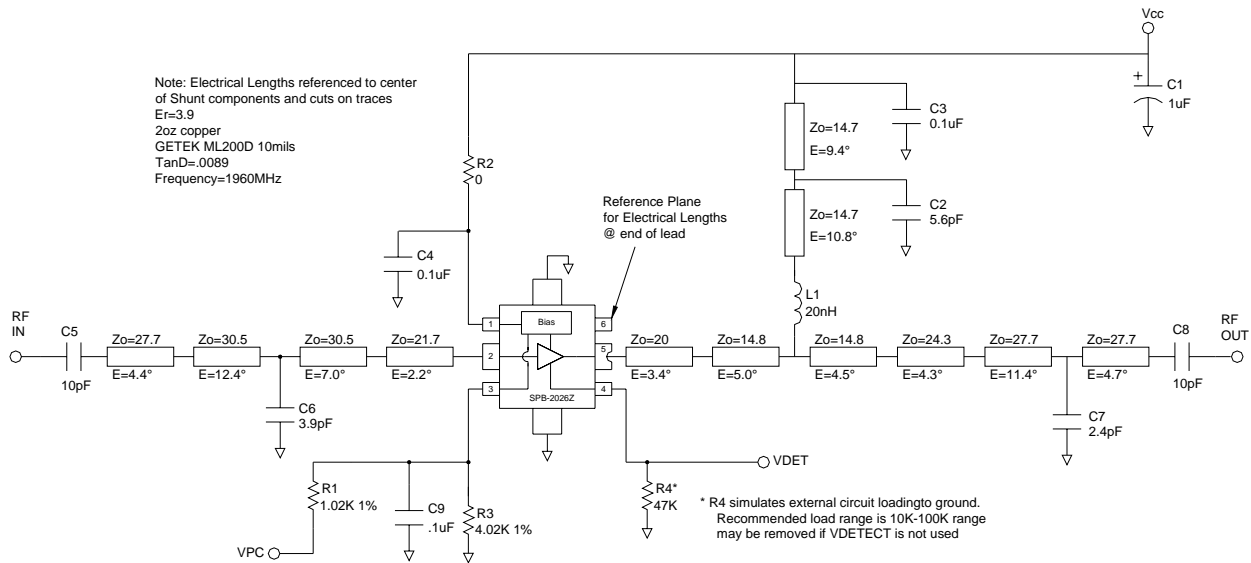 Vcc
Note: Electrical Lengths referenced to center
of Shunt components and cuts on traces
Er=3.9
2oz copper
GETEK ML200D 10mils
TanD=.0089
Frequency=1960MHz
+
C1
1uF
C3
0.1uF
Zo=14.7
E=9.4°
R2
0
Reference Plane
for Electrical Lengths
@ end of lead
Zo=14.7
E=10.8°
C2
5.6pF
C4
0.1uF
L1
20nH
RF
IN
C5
10pF
Zo=27.7
E=4.4°
Zo=30.5
E=12.4°
Zo=30.5
E=7.0°
Zo=21.7
E=2.2°
1
Bias
6
2
5
3
4
SPB-2026Z
Zo=20
E=3.4°
Zo=14.8
E=5.0°
Zo=14.8
E=4.5°
Zo=24.3
E=4.3°
Zo=27.7
E=11.4°
Zo=27.7
E=4.7°
C8
10pF
RF
OUT
C6
3.9pF
C7
2.4pF
VDET
R1
1.02K 1%
C9
.1uF
R3
4.02K 1%
R4*
47K
* R4 simulates external circuit loadingto ground.
Recommended load range is 10K-100K range
may be removed if VDETECT is not used
VPC